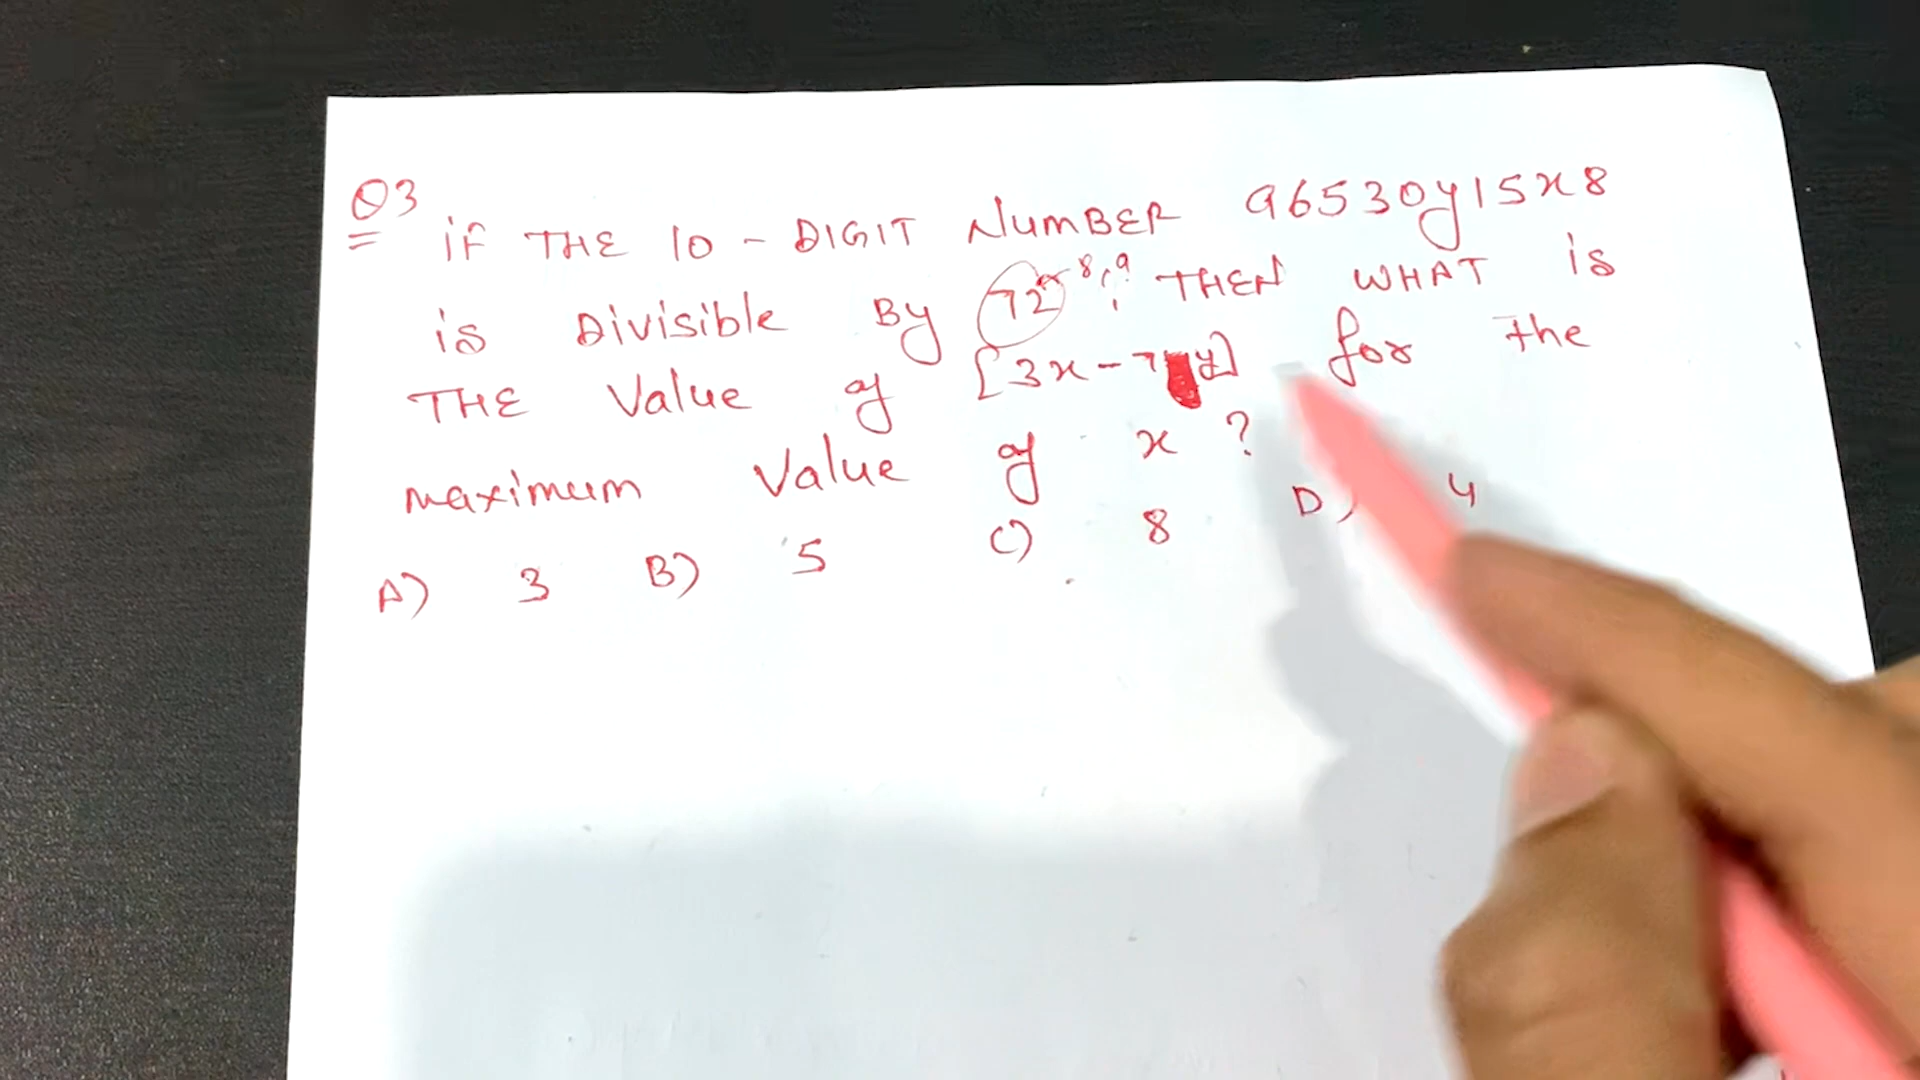 Q3 IF THE 10 - DIGIT NUMBER 96530y15x8
is Divisible By 72 8,9 THEN WHAT is
THE Value of [3x - 7 y] for the
maximum Value of x ?
A) 3 B) 5 C) 8 D) 4